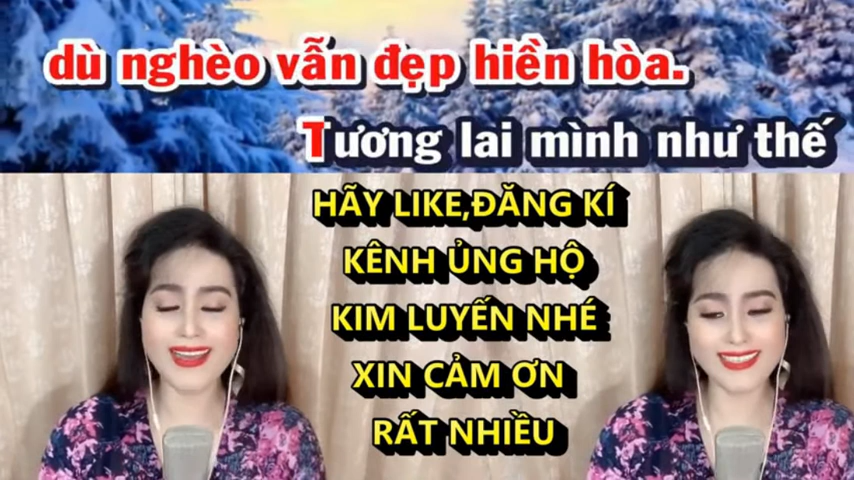 dù nghèo vẫn đẹp hiền hòa.
Tương lai mình như thế
HÃY LIKE,ĐĂNG KÍ
KÊNH ỦNG HỘ
KIM LUYẾN NHÉ
XIN CẢM ƠN
RẤT NHIỀU